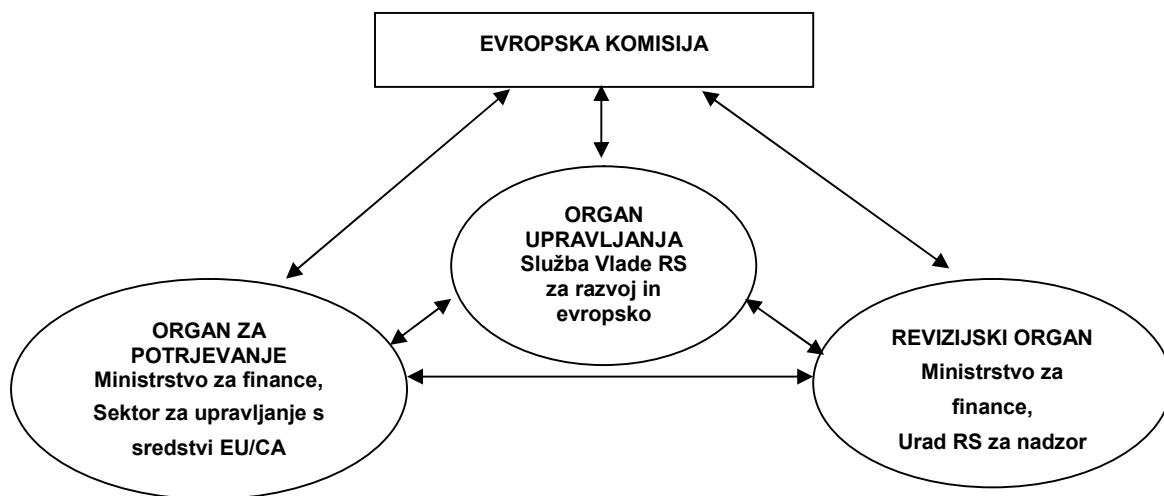 EVROPSKA KOMISIJA
ORGAN
UPRAVLJANJA
Služba Vlade RS
za razvoj in
evropsko
ORGAN ZA
POTRJEVANJE
Ministrstvo za finance,
Sektor za upravljanje s
sredstvi EU/CA
REVIZIJSKI ORGAN
Ministrstvo za
finance,
Urad RS za nadzor